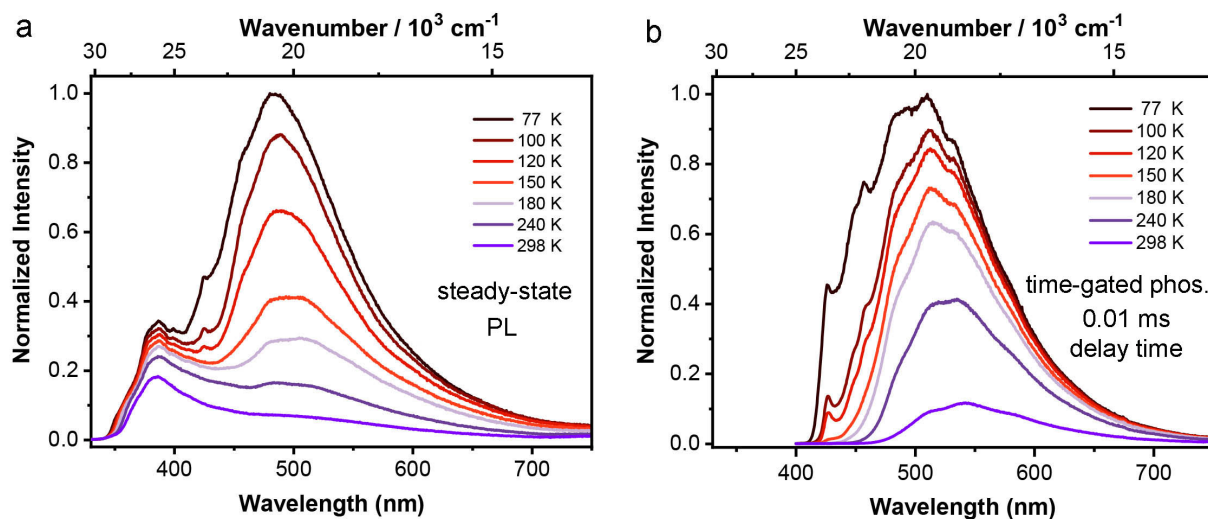 a
Wavenumber / 10³ cm⁻¹
30 25 20 15
Normalized Intensity
1.0
0.8
0.6
0.4
0.2
0.0
77 K
100 K
120 K
150 K
180 K
240 K
298 K
steady-state
PL
400 500 600 700
Wavelength (nm)
b
Wavenumber / 10³ cm⁻¹
30 25 20 15
Normalized Intensity
1.0
0.8
0.6
0.4
0.2
0.0
77 K
100 K
120 K
150 K
180 K
240 K
298 K
time-gated phos.
0.01 ms
delay time
400 500 600 700
Wavelength (nm)